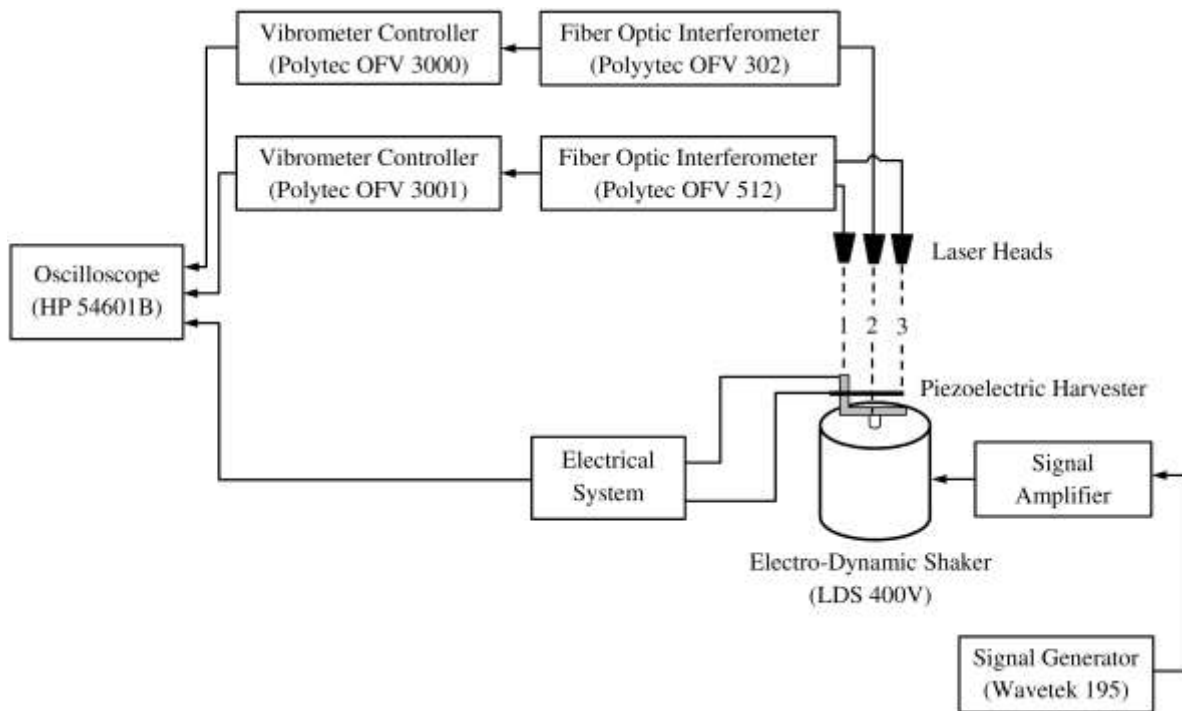 Vibrometer Controller
(Polytec OFV 3000)
Fiber Optic Interferometer
(Polyytec OFV 302)
Vibrometer Controller
(Polytec OFV 3001)
Fiber Optic Interferometer
(Polytec OFV 512)
Laser Heads
Oscilloscope
(HP 54601B)
1 2 3
Piezoelectric Harvester
Electrical
System
Signal
Amplifier
Electro-Dynamic Shaker
(LDS 400V)
Signal Generator
(Wavetek 195)